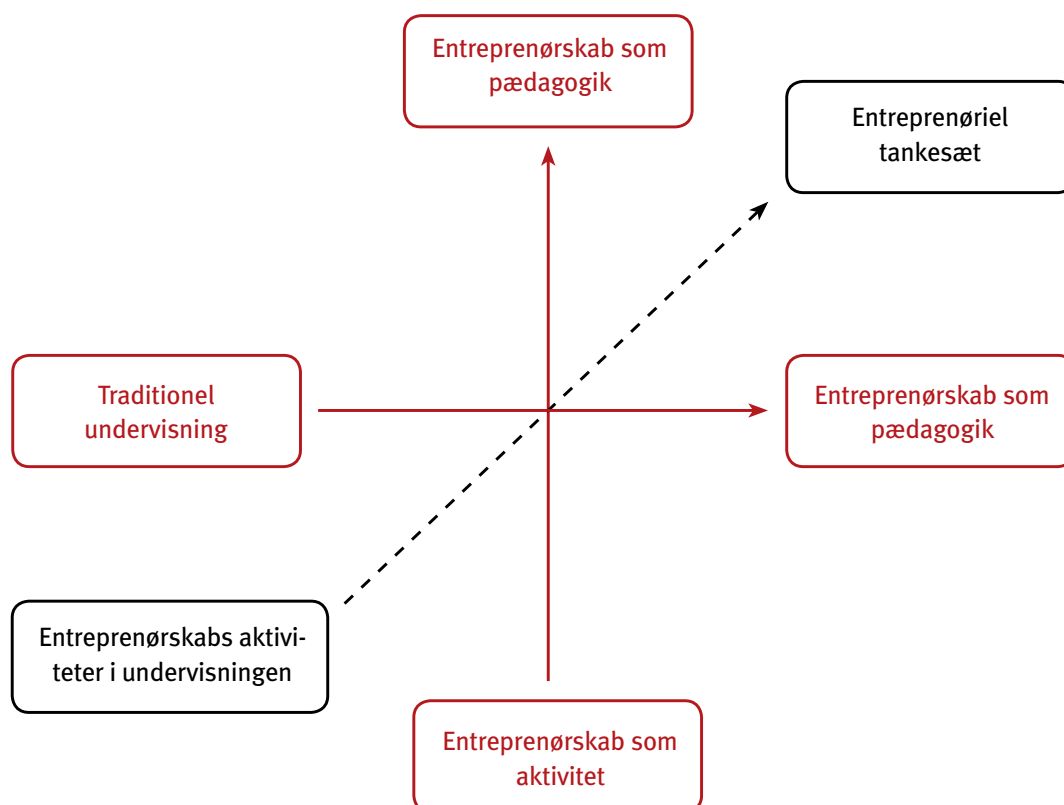 Entreprenørskab som
pædagogik
Entreprenøriel
tankesæt
Traditionel
undervisning
Entreprenørskab som
pædagogik
Entreprenørskabs aktivi-
teter i undervisningen
Entreprenørskab som
aktivitet